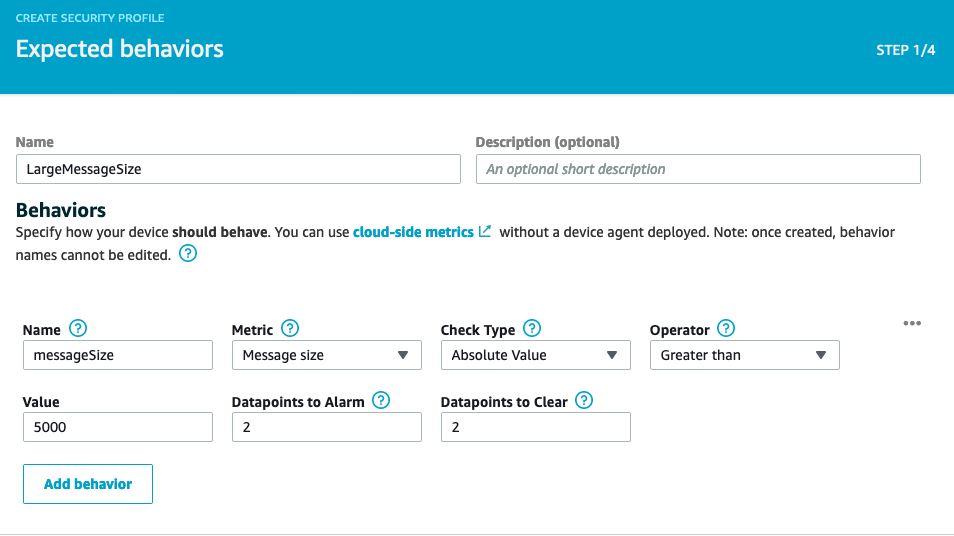 CREATE SECURITY PROFILE
Expected behaviors
STEP 1/4
Name
Description (optional)
LargeMessageSize
An optional short description
Behaviors
Specify how your device should behave. You can use cloud-side metrics without a device agent deployed. Note: once created, behavior
names cannot be edited. ?
Name ? Metric ? Check Type ? Operator ? •••
messageSize Message size Absolute Value Greater than
Value Datapoints to Alarm ? Datapoints to Clear ?
5000 2 2
Add behavior